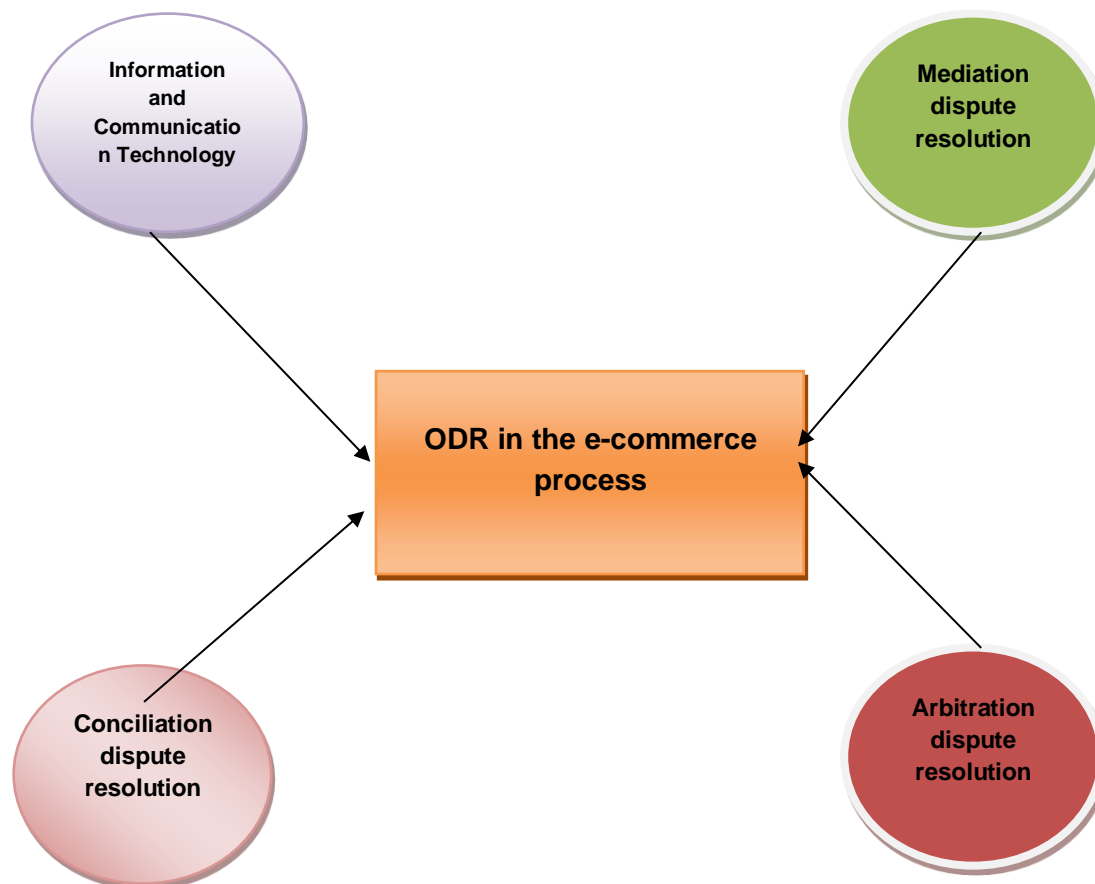 Information
and
Communicatio
n Technology
Mediation
dispute
resolution
ODR in the e-commerce
process
Conciliation
dispute
resolution
Arbitration
dispute
resolution